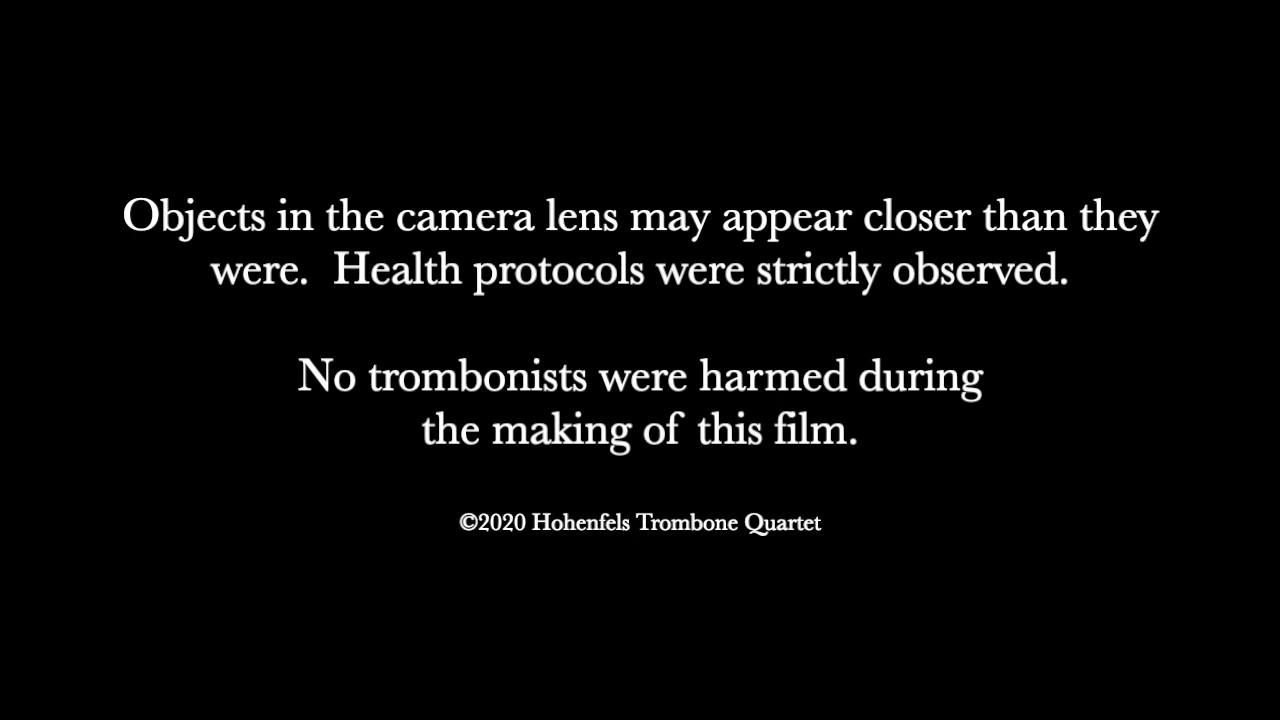 Objects in the camera lens may appear closer than they
were.  Health protocols were strictly observed.
No trombonists were harmed during
the making of this film.
©2020 Hohenfels Trombone Quartet